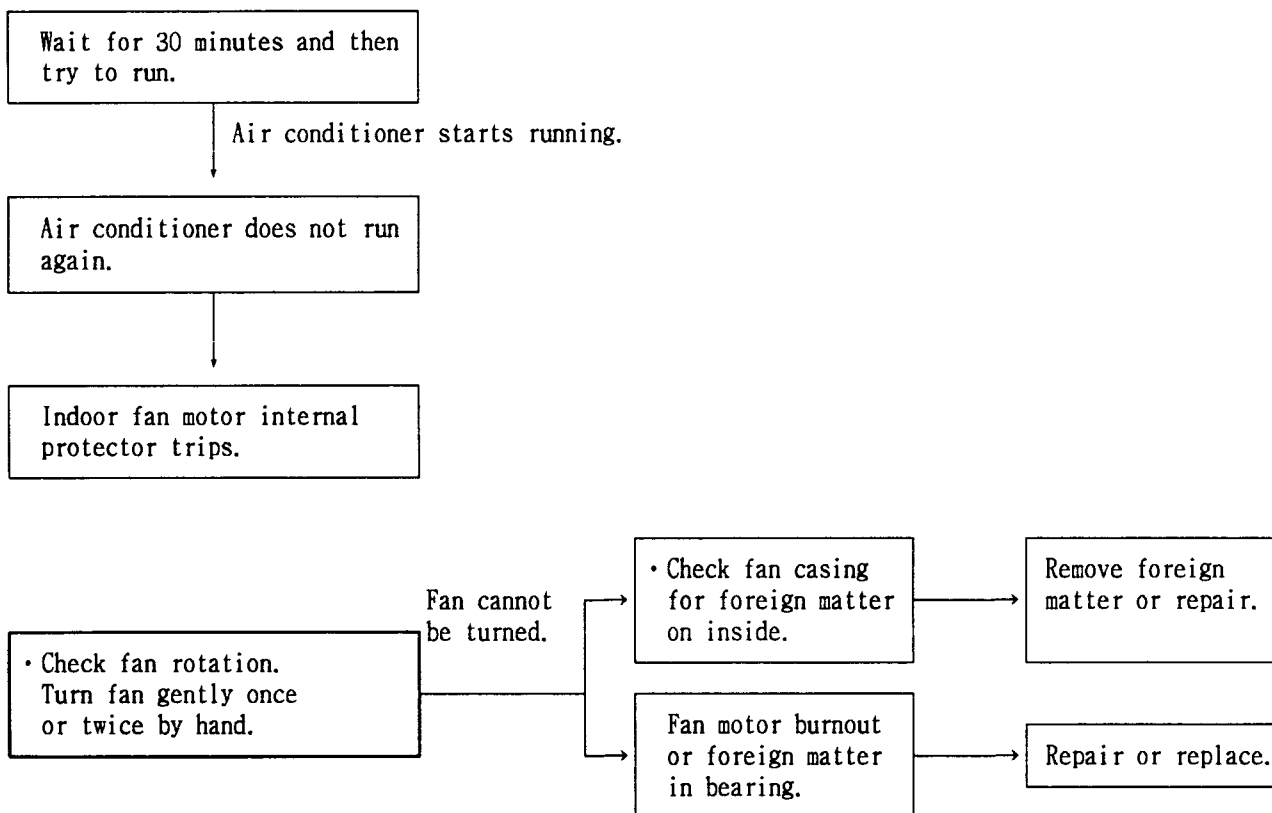 Wait for 30 minutes and then
try to run.
Air conditioner starts running.
Air conditioner does not run
again.
Indoor fan motor internal
protector trips.
Fan cannot
be turned.
・Check fan rotation.
Turn fan gently once
or twice by hand.
・Check fan casing
for foreign matter
on inside.
Remove foreign
matter or repair.
Fan motor burnout
or foreign matter
in bearing.
Repair or replace.